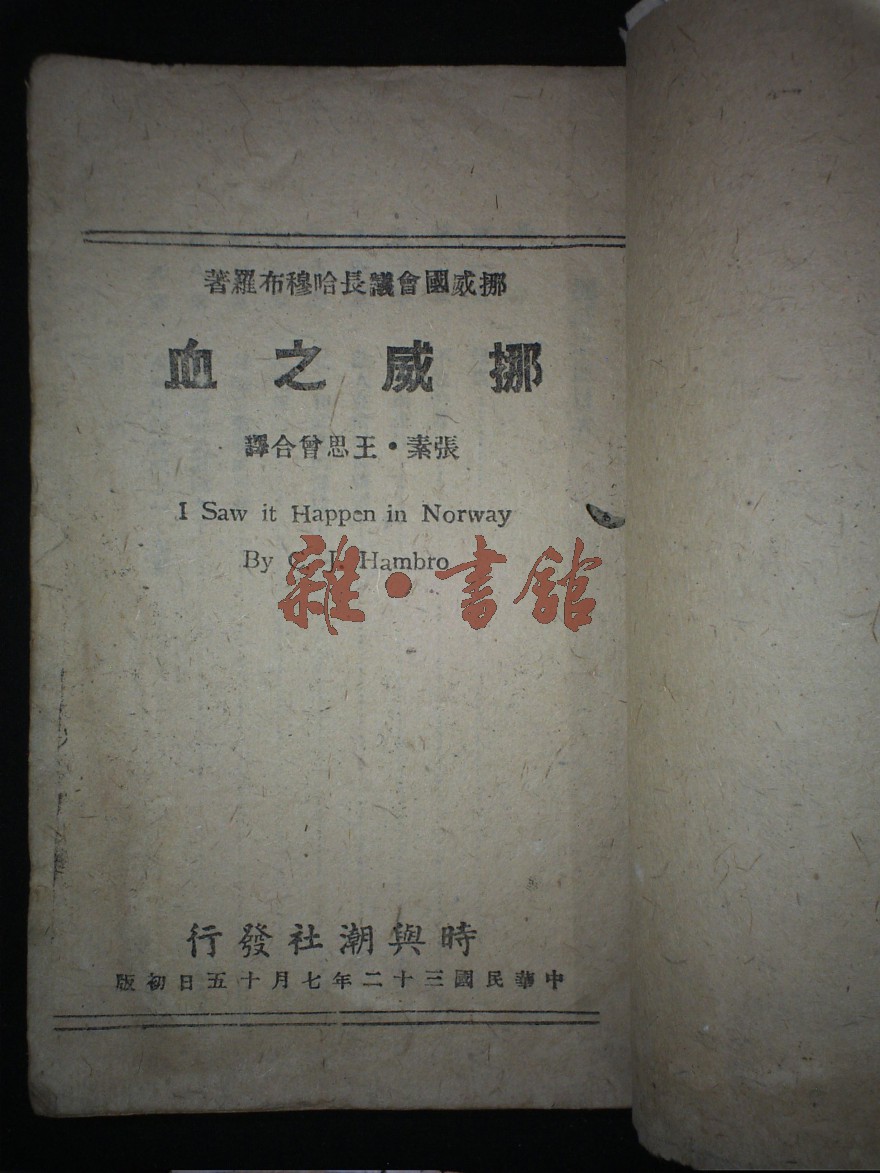 挪威國會議長哈穆布羅著
挪威之血
張素·王思曾合譯
I Saw it Happen in Norway
By C. J. Hambro
雜·書館
時與潮社發行
中華民國三十二年七月十五日初版